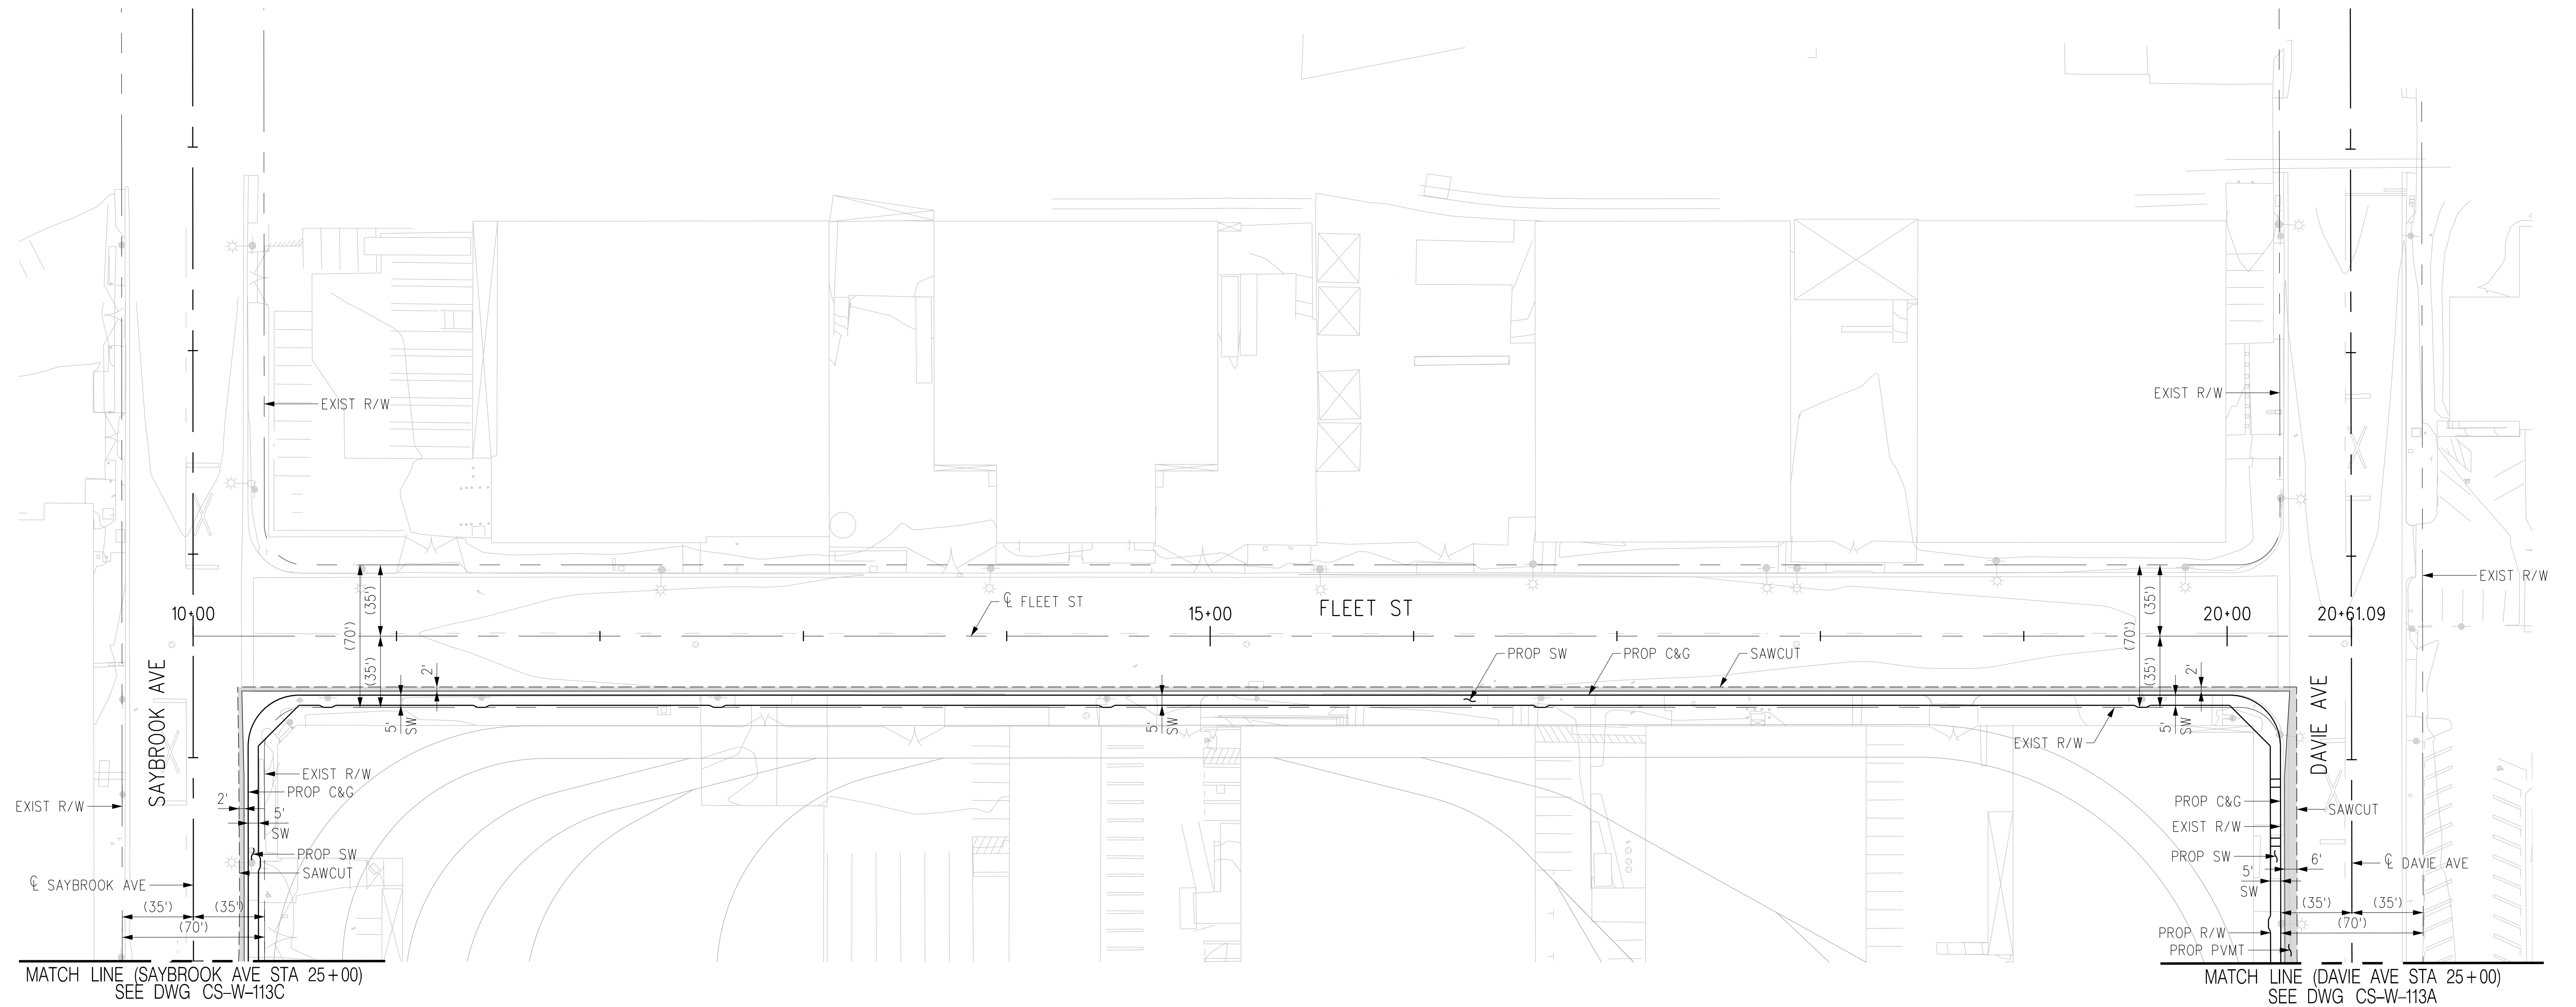 EXIST R/W
EXIST R/W
EXIST R/W
10+00
15+00
FLEET ST
℄ FLEET ST
20+00
20+61.09
(35')
(70')
(35')
(35')
(70')
(35')
SAYBROOK AVE
DAVIE AVE
PROP SW
PROP C&G
SAWCUT
2'
5'
SW
5'
SW
2'
5'
SW
EXIST R/W
EXIST R/W
PROP C&G
EXIST R/W
2'
5'
SW
PROP SW
SAWCUT
℄ SAYBROOK AVE
(35')
(35')
(70')
PROP C&G
SAWCUT
EXIST R/W
PROP SW
6'
℄ DAVIE AVE
5'
SW
(35')
(35')
(70')
PROP R/W
PROP PVMT
MATCH LINE (SAYBROOK AVE STA 25+00)
SEE DWG CS-W-113C
MATCH LINE (DAVIE AVE STA 25+00)
SEE DWG CS-W-113A